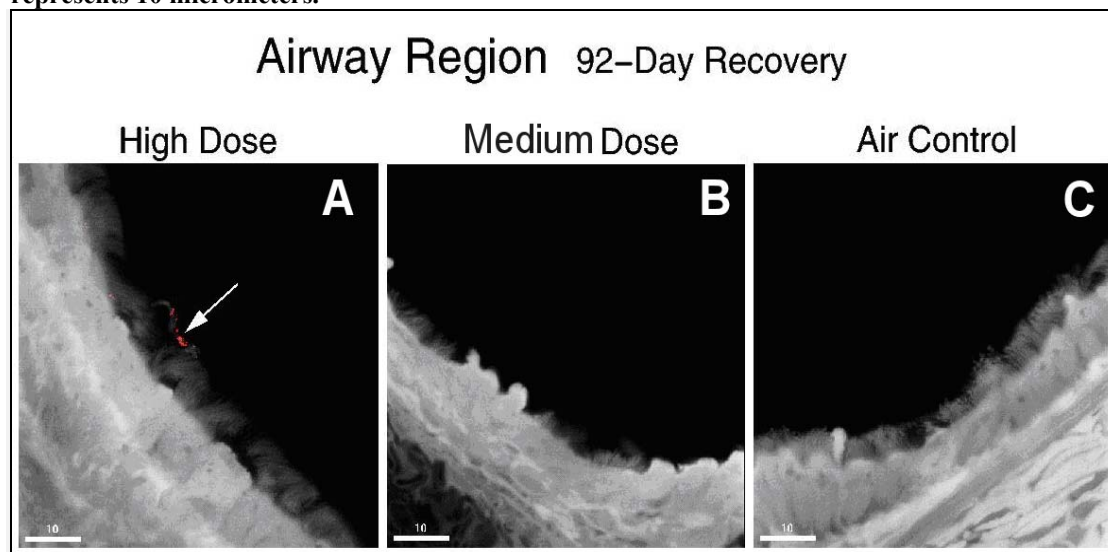 represents 10 micrometers.
Airway Region 92-Day Recovery
High Dose Medium Dose Air Control
A B C
10 10 10